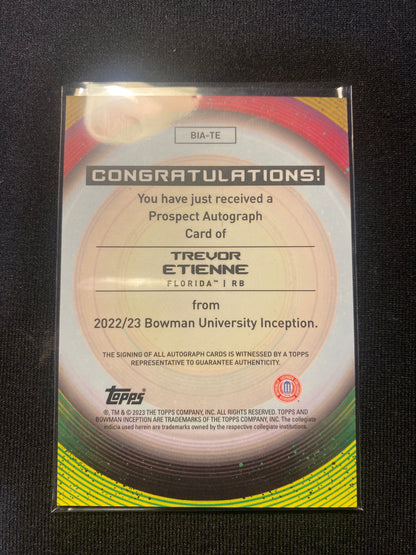 BIA-TE
CONGRATULATIONS!
You have just received a
Prospect Autograph
Card of
TREVOR
ETIENNE
FLORIDA™ | RB
from
2022/23 Bowman University Inception.
THE SIGNING OF ALL AUTOGRAPH CARDS IS WITNESSED BY A TOPPS
REPRESENTATIVE TO GUARANTEE AUTHENTICITY.
topps
®, TM & © 2023 THE TOPPS COMPANY, INC. ALL RIGHTS RESERVED. TOPPS AND
BOWMAN INCEPTION ARE TRADEMARKS OF THE TOPPS COMPANY, INC. The collegiate
indicia used herein are trademarks owned by the respective collegiate institutions.